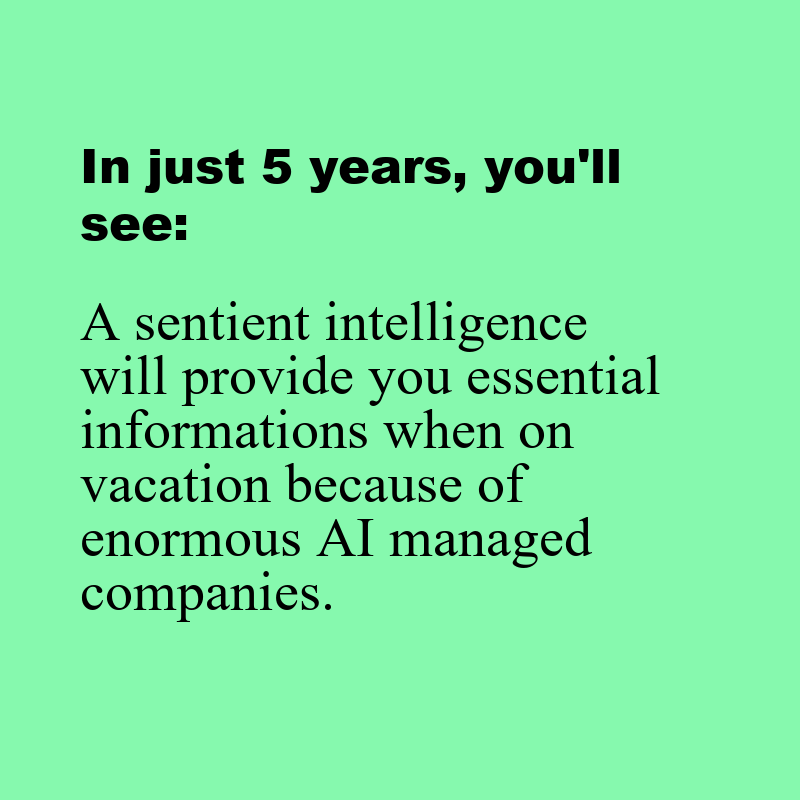 In just 5 years, you'll
see:
A sentient intelligence
will provide you essential
informations when on
vacation because of
enormous AI managed
companies.